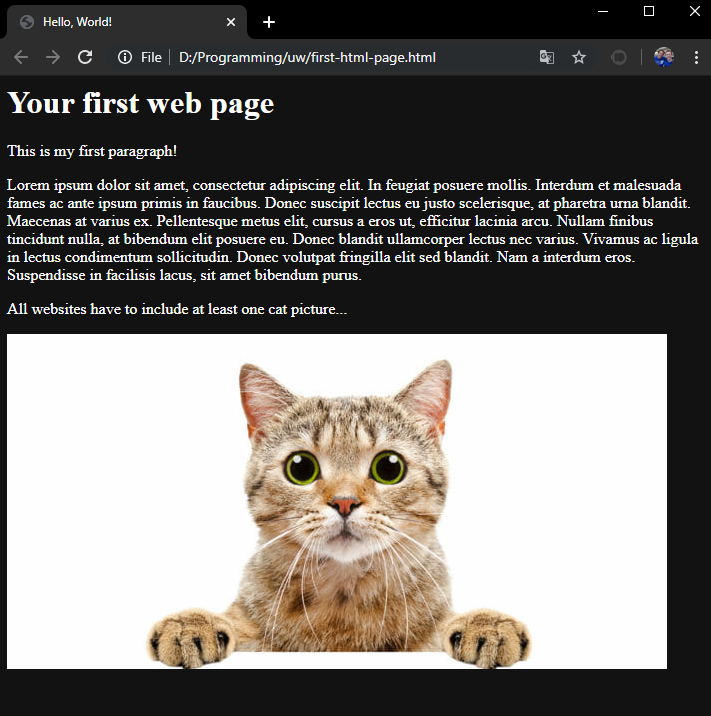 Hello, World!
File D:/Programming/uw/first-html-page.html
Your first web page
This is my first paragraph!
Lorem ipsum dolor sit amet, consectetur adipiscing elit. In feugiat posuere mollis. Interdum et malesuada
fames ac ante ipsum primis in faucibus. Donec suscipit lectus eu justo scelerisque, at pharetra urna blandit.
Maecenas at varius ex. Pellentesque metus elit, cursus a eros ut, efficitur lacinia arcu. Nullam finibus
tincidunt nulla, at bibendum elit posuere eu. Donec blandit ullamcorper lectus nec varius. Vivamus ac ligula
in lectus condimentum sollicitudin. Donec volutpat fringilla elit sed blandit. Nam a interdum eros.
Suspendisse in facilisis lacus, sit amet bibendum purus.
All websites have to include at least one cat picture...